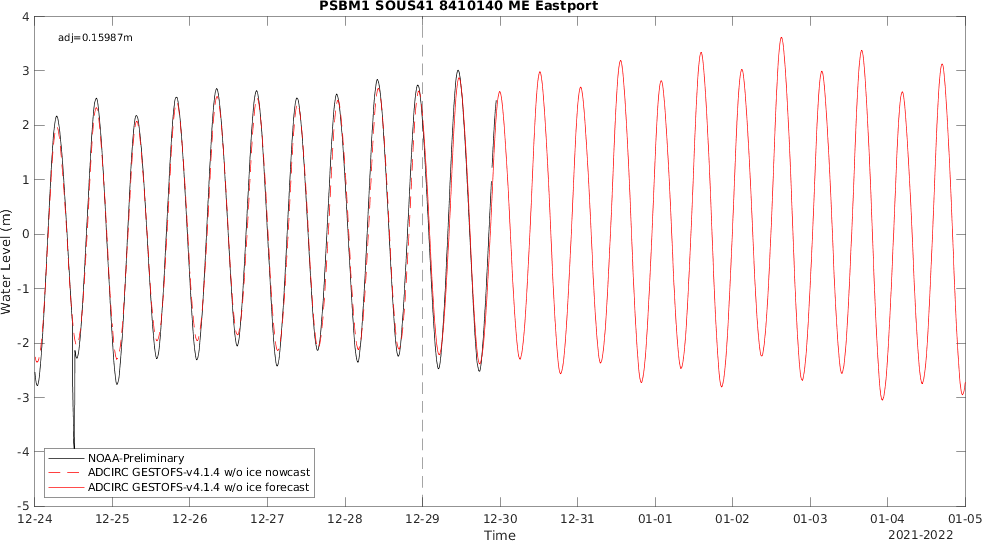 PSBM1 SOUS41 8410140 ME Eastport
adj=0.15987m
4
3
2
1
0
-1
-2
-3
-4
-5
Water Level (m)
NOAA-Preliminary
ADCIRC GESTOFS-v4.1.4 w/o ice nowcast
ADCIRC GESTOFS-v4.1.4 w/o ice forecast
12-24 12-25 12-26 12-27 12-28 12-29 12-30 12-31 01-01 01-02 01-03 01-04 01-05
Time
2021-2022